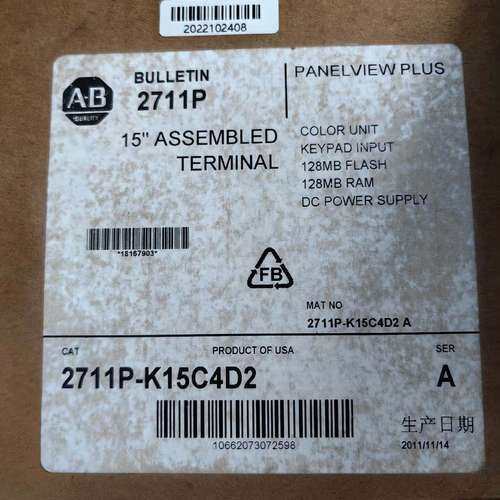 2022102408
A-B
QUALITY
BULLETIN
2711P
PANELVIEW PLUS
15" ASSEMBLED
TERMINAL
COLOR UNIT
KEYPAD INPUT
128MB FLASH
128MB RAM
DC POWER SUPPLY
*18167903*
FB
MAT NO
2711P-K15C4D2 A
CAT
PRODUCT OF USA
SER
2711P-K15C4D2
A
10662073072598
生产日期
2011/11/14